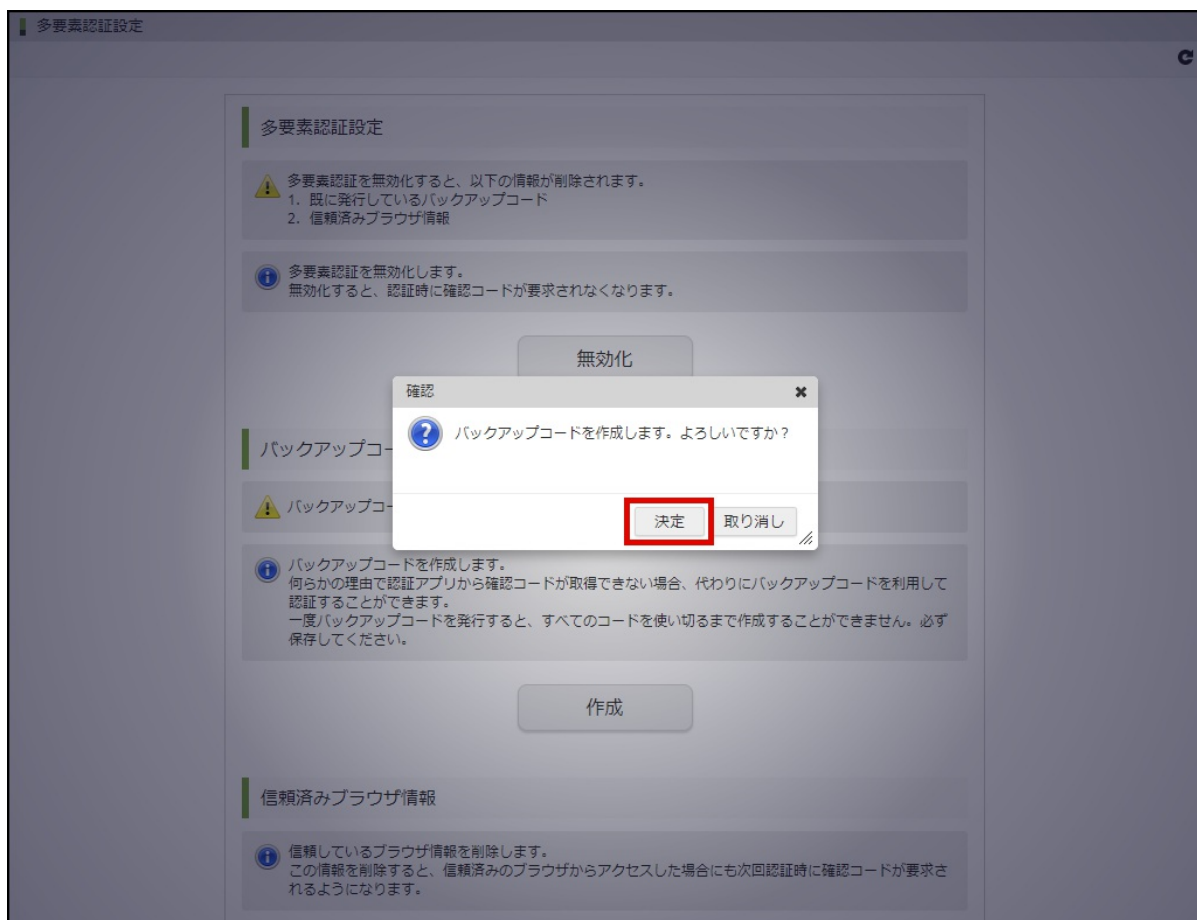 多要素認証設定
多要素認証設定
多要素認証を無効化すると、以下の情報が削除されます。
1. 既に発行しているバックアップコード
2. 信頼済みブラウザ情報
多要素認証を無効化します。
無効化すると、認証時に確認コードが要求されなくなります。
無効化
確認
バックアップコードを作成します。よろしいですか？
決定
取り消し
バックアップコー
バックアップコー
バックアップコードを作成します。
何らかの理由で認証アプリから確認コードが取得できない場合、代わりにバックアップコードを利用して
認証することができます。
一度バックアップコードを発行すると、すべてのコードを使い切るまで作成することができません。必ず
保存してください。
作成
信頼済みブラウザ情報
信頼しているブラウザ情報を削除します。
この情報を削除すると、信頼済みのブラウザからアクセスした場合にも次回認証時に確認コードが要求さ
れるようになります。